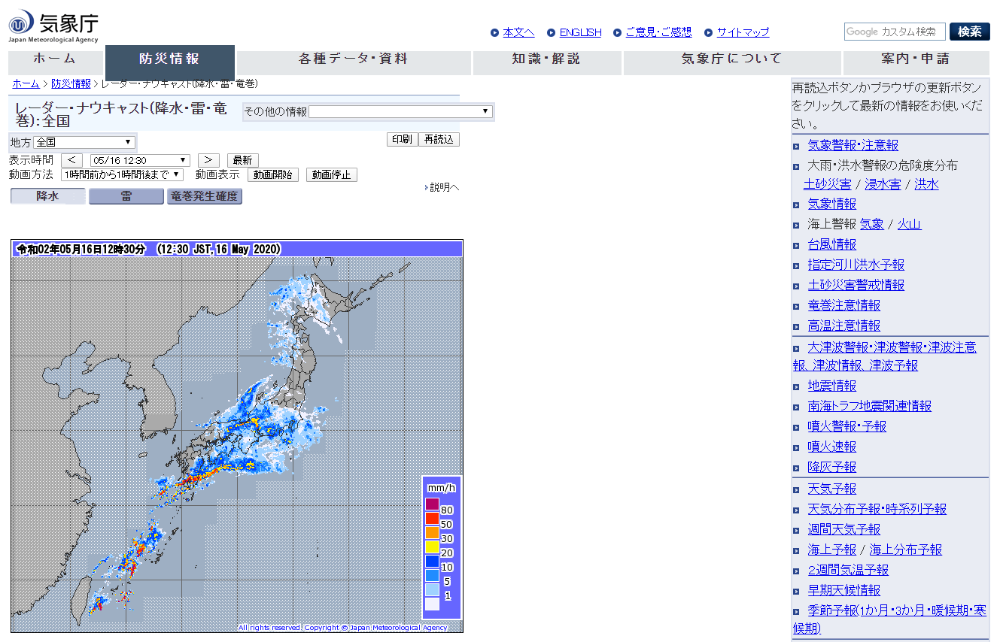 気象庁
Japan Meteorological Agency
本文へ ENGLISH ご意見・ご感想 サイトマップ
Google カスタム検索 検索
ホーム 防災情報 各種データ・資料 知識・解説 気象庁について 案内・申請
ホーム > 防災情報 > レーダー・ナウキャスト(降水・雷・竜巻)
レーダー・ナウキャスト(降水・雷・竜
巻):全国
その他の情報
地方 全国
印刷 再読込
表示時間 < 05/16 12:30 > 最新
動画方法 1時間前から1時間後まで 動画表示 動画開始 動画停止
»説明へ
降水 雷 竜巻発生確度
令和02年05月16日12時30分 (12:30 JST,16 May 2020)
mm/h
80
50
30
20
10
5
1
All rights reserved. Copyright © Japan Meteorological Agency
再読込ボタンかブラウザの更新ボタン
をクリックして最新の情報をお使いくだ
さい。
気象警報・注意報
大雨・洪水警報の危険度分布
土砂災害 / 浸水害 / 洪水
気象情報
海上警報 気象 / 火山
台風情報
指定河川洪水予報
土砂災害警戒情報
竜巻注意情報
高温注意情報
大津波警報・津波警報・津波注意
報、津波情報、津波予報
地震情報
南海トラフ地震関連情報
噴火警報・予報
噴火速報
降灰予報
天気予報
天気分布予報・時系列予報
週間天気予報
海上予報 / 海上分布予報
2週間気温予報
早期天候情報
季節予報(1か月・3か月・暖候期・寒
候期)